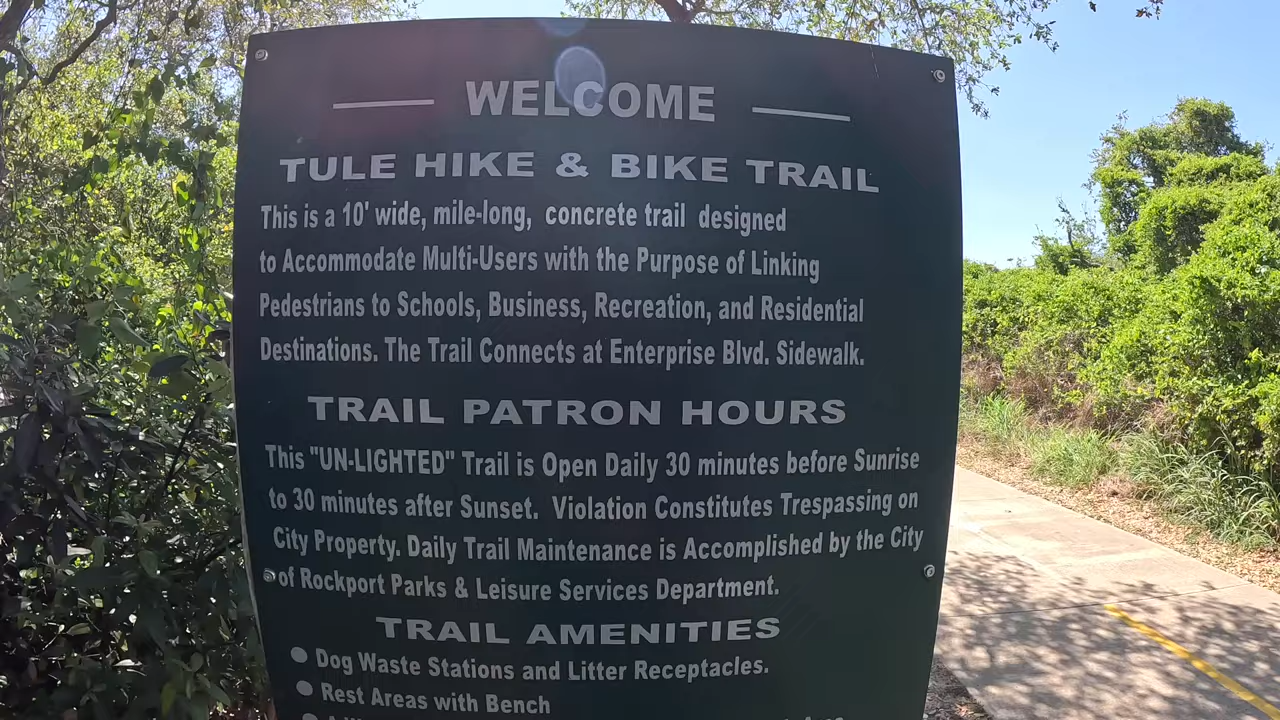 WELCOME
TULE HIKE & BIKE TRAIL
This is a 10' wide, mile-long, concrete trail designed
to Accommodate Multi-Users with the Purpose of Linking
Pedestrians to Schools, Business, Recreation, and Residential
Destinations. The Trail Connects at Enterprise Blvd. Sidewalk.
TRAIL PATRON HOURS
This "UN-LIGHTED" Trail is Open Daily 30 minutes before Sunrise
to 30 minutes after Sunset. Violation Constitutes Trespassing on
City Property. Daily Trail Maintenance is Accomplished by the City
of Rockport Parks & Leisure Services Department.
TRAIL AMENITIES
● Dog Waste Stations and Litter Receptacles.
● Rest Areas with Bench